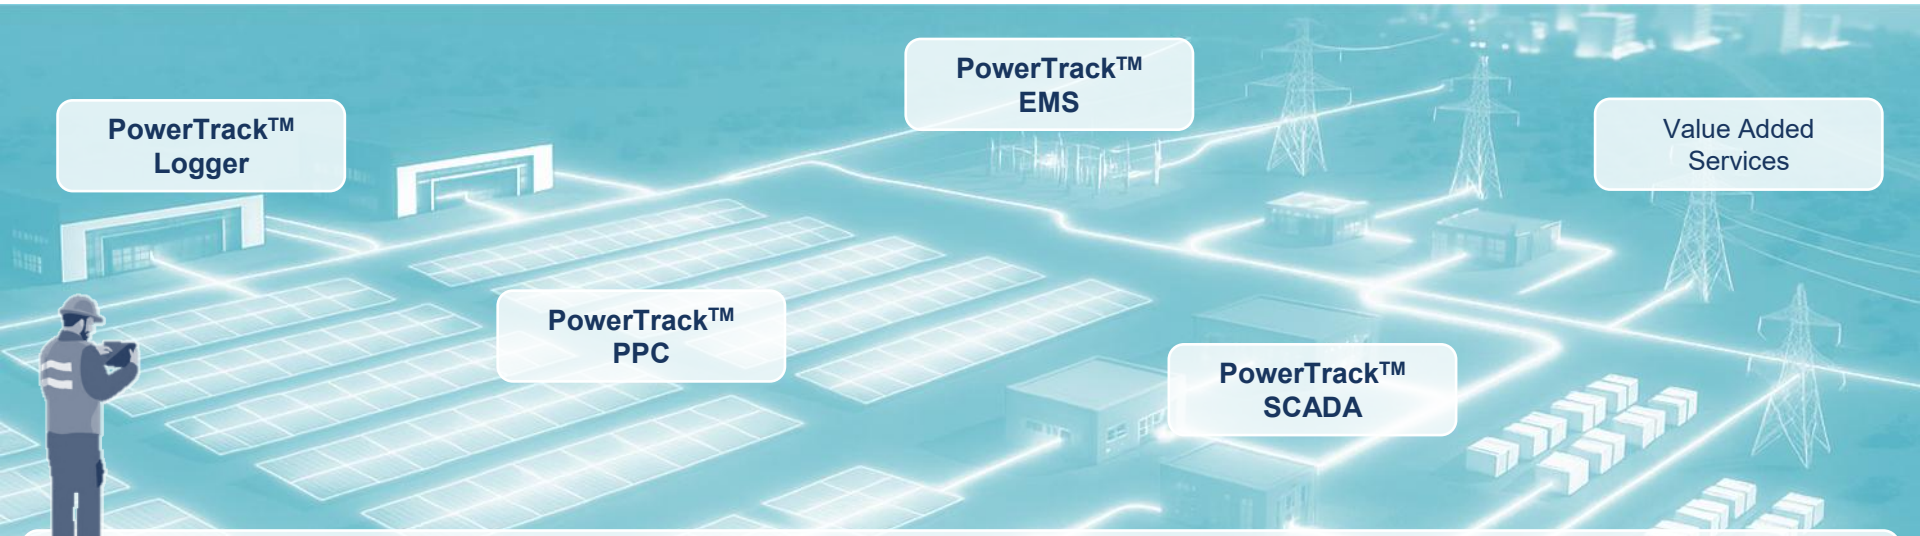 PowerTrack™
Logger
PowerTrack™
EMS
Value Added
Services
PowerTrack™
PPC
PowerTrack™
SCADA